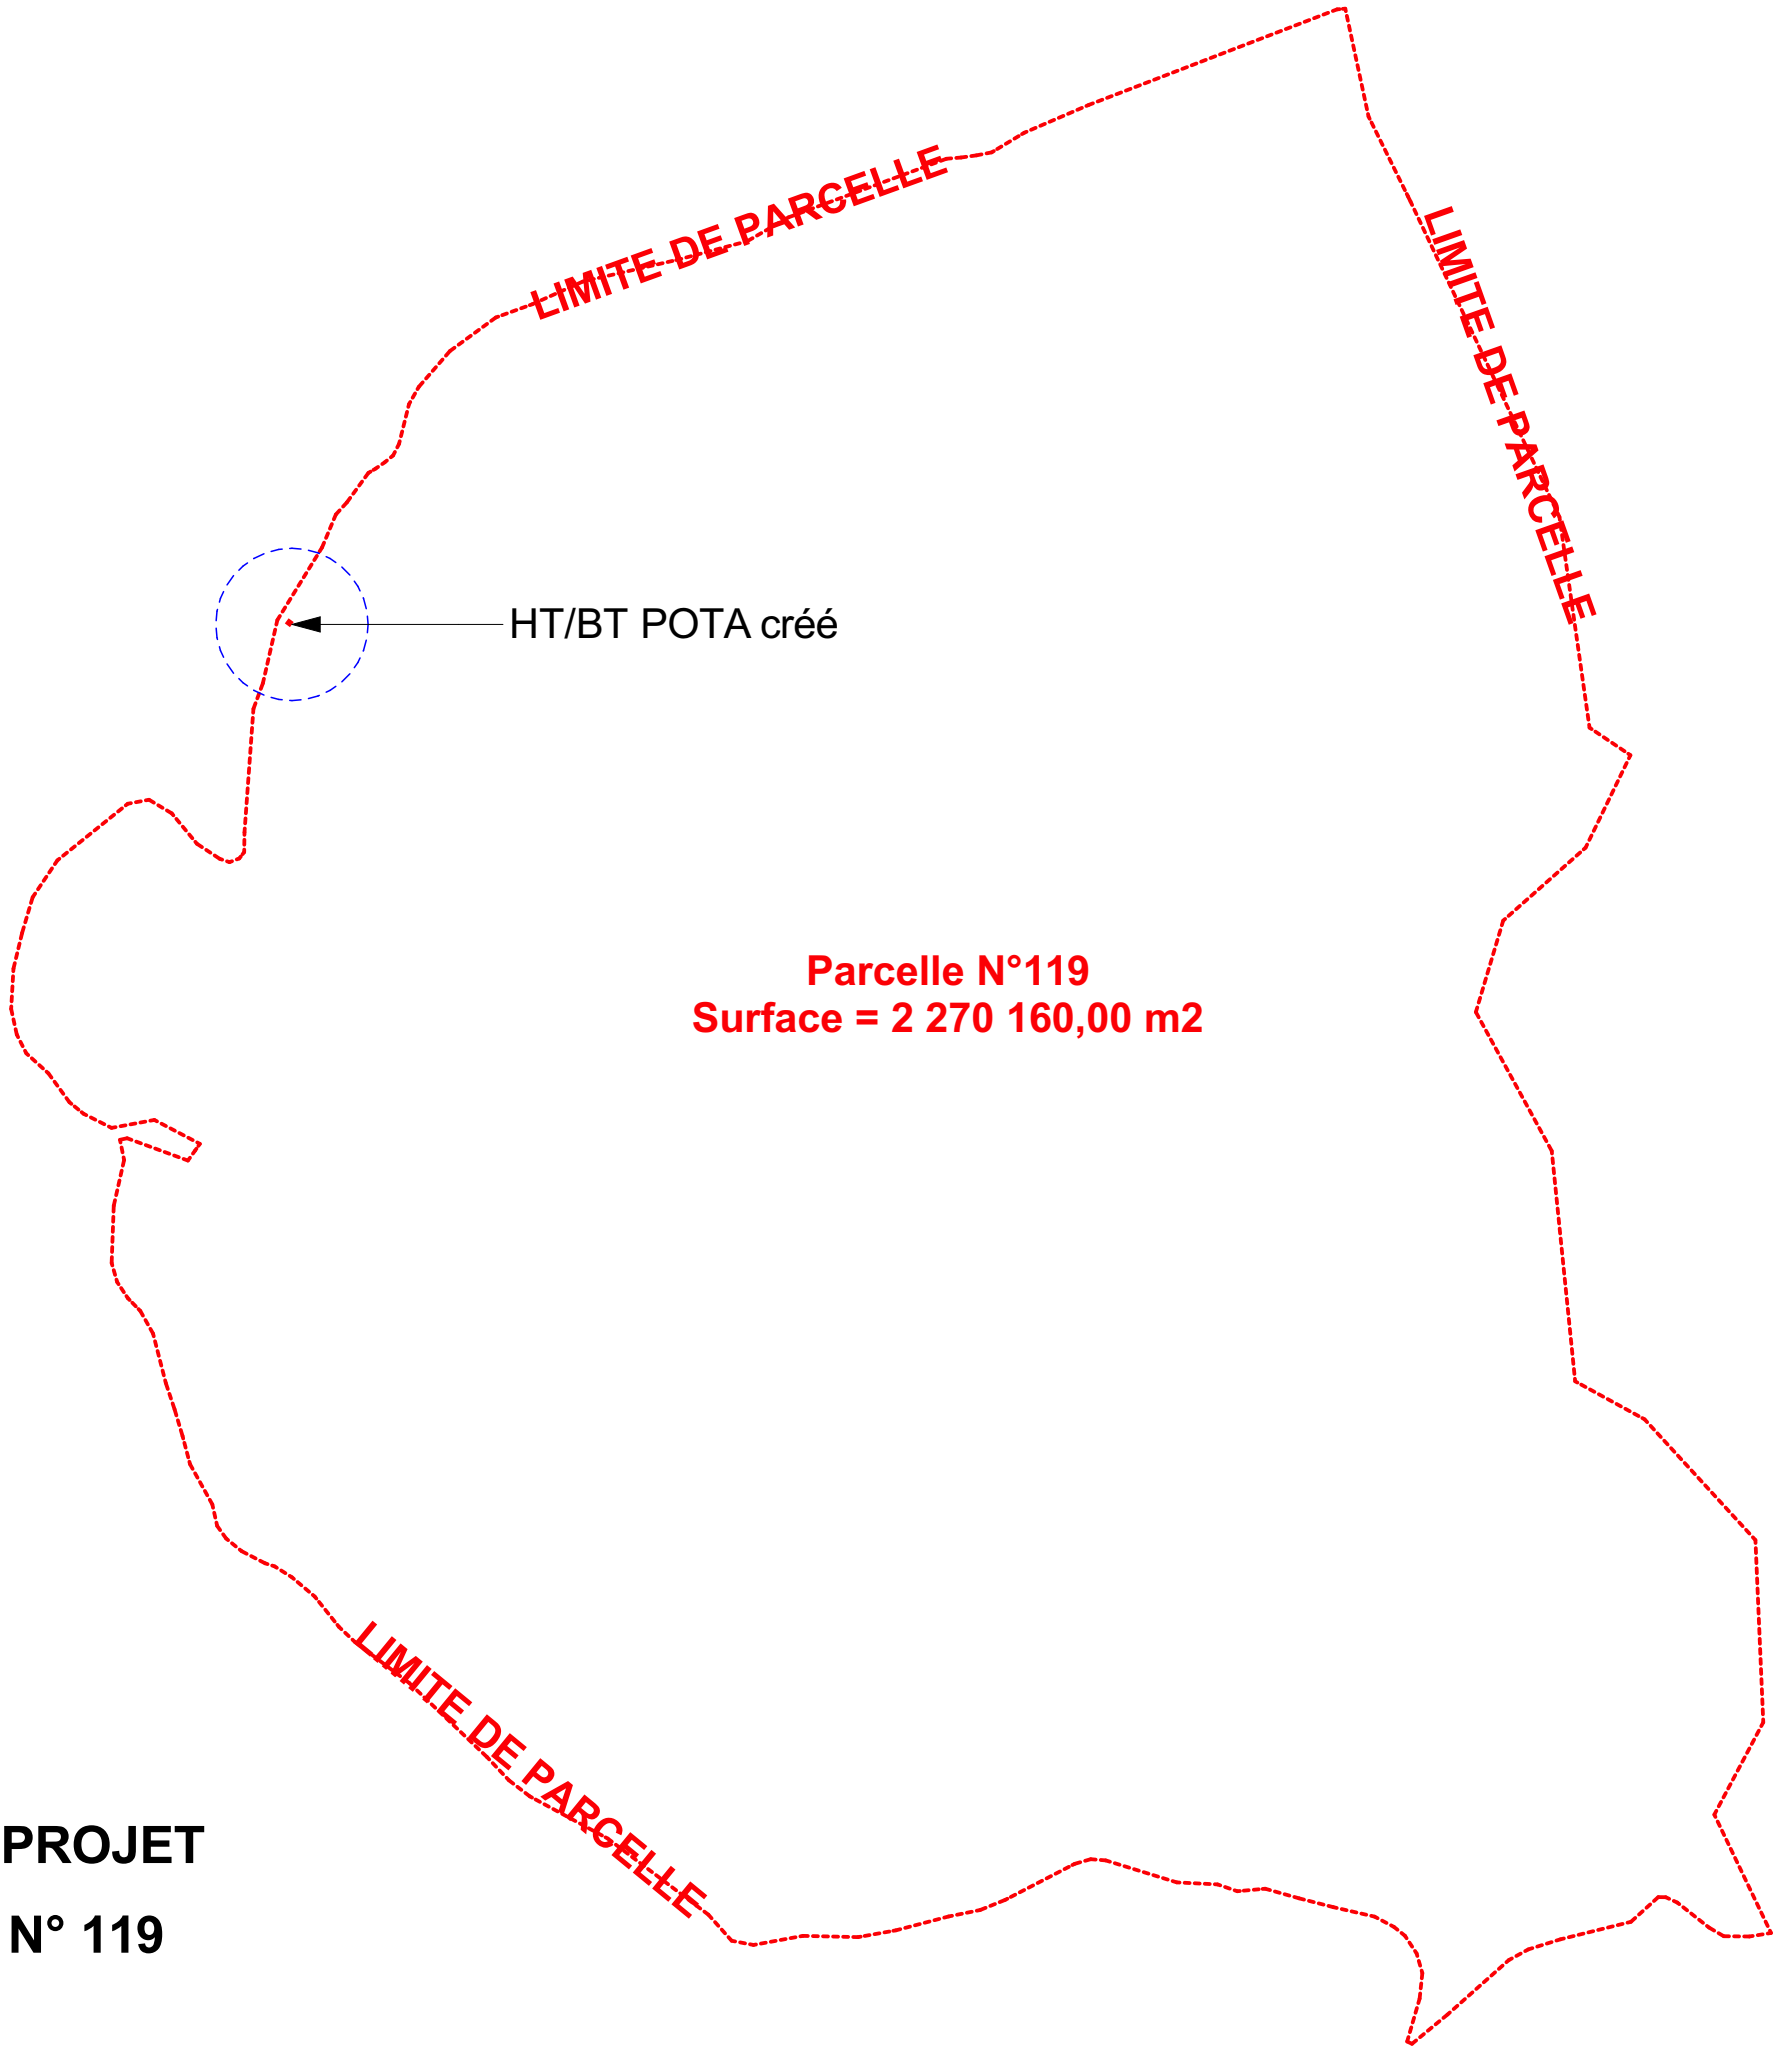 LIMITE DE PARCELLE
LIMITE DE PARCELLE
HT/BT POTA créé
Parcelle N°119
Surface = 2 270 160,00 m2
LIMITE DE PARCELLE
PROJET
N° 119